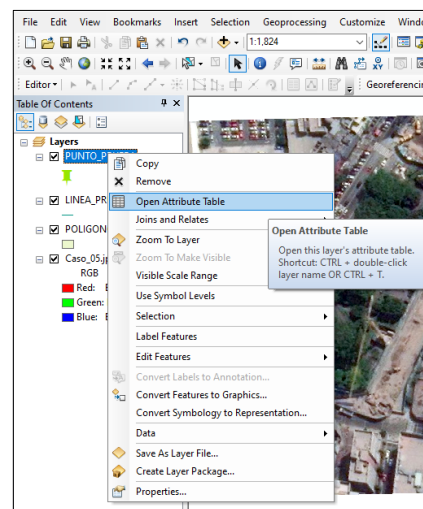 File Edit View Bookmarks Insert Selection Geoprocessing Customize Windo
1:1,824
Editor
Georeferencin
Table Of Contents
Layers
PUNTO_
LINEA_PR
POLIGON
Caso_05.j
RGB
Red:
Green:
Blue:
Copy
Remove
Open Attribute Table
Joins and Relates
Zoom To Layer
Zoom To Make Visible
Visible Scale Range
Use Symbol Levels
Selection
Label Features
Edit Features
Convert Labels to Annotation...
Convert Features to Graphics...
Convert Symbology to Representation...
Data
Save As Layer File...
Create Layer Package...
Properties...
Open Attribute Table
Open this layer's attribute table.
Shortcut: CTRL + double-click
layer name OR CTRL + T.